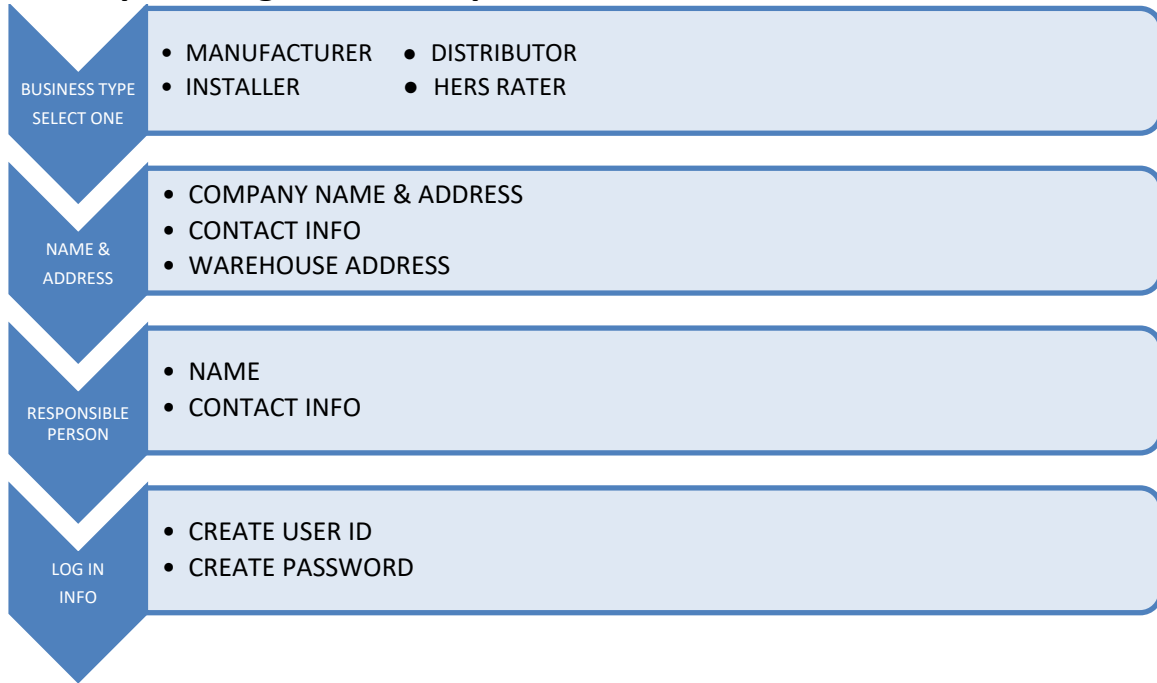 BUSINESS TYPE
SELECT ONE
• MANUFACTURER ● DISTRIBUTOR
• INSTALLER ● HERS RATER
NAME &
ADDRESS
• COMPANY NAME & ADDRESS
• CONTACT INFO
• WAREHOUSE ADDRESS
RESPONSIBLE
PERSON
• NAME
• CONTACT INFO
LOG IN
INFO
• CREATE USER ID
• CREATE PASSWORD